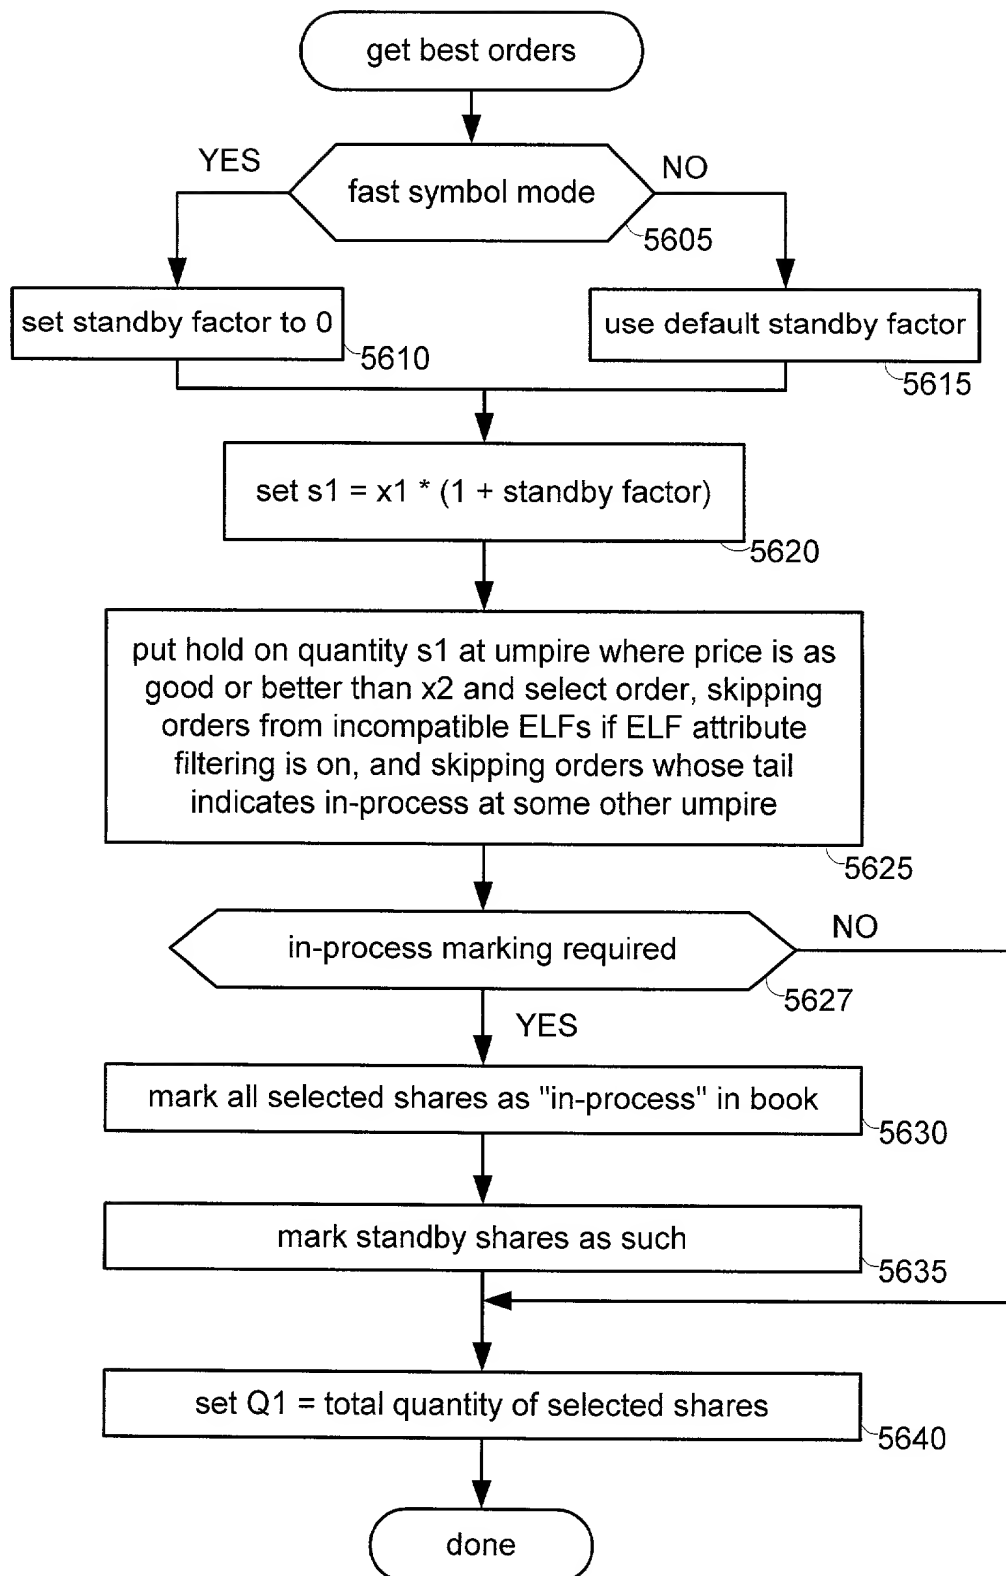 get best orders
YES
NO
fast symbol mode
5605
set standby factor to 0
use default standby factor
5610
5615
set s1 = x1 * (1 + standby factor)
5620
put hold on quantity s1 at umpire where price is as
good or better than x2 and select order, skipping
orders from incompatible ELFs if ELF attribute
filtering is on, and skipping orders whose tail
indicates in-process at some other umpire
5625
NO
in-process marking required
5627
YES
mark all selected shares as "in-process" in book
5630
mark standby shares as such
5635
set Q1 = total quantity of selected shares
5640
done